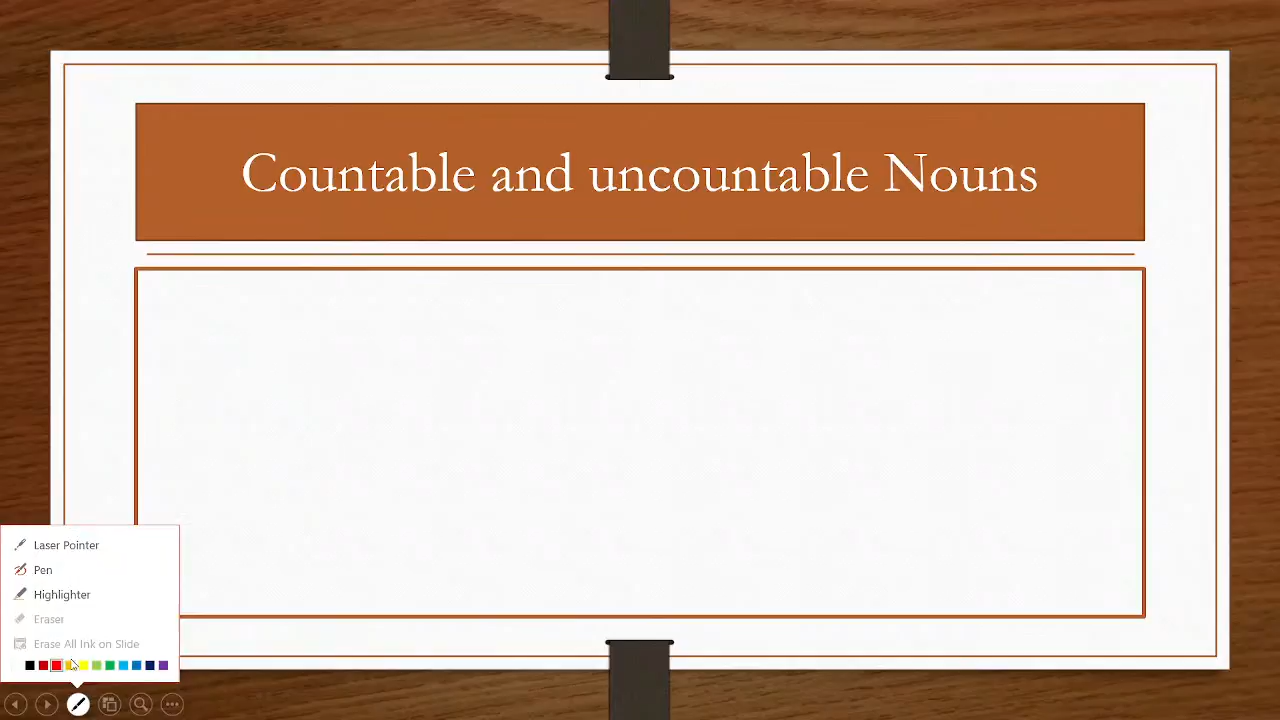 Countable and uncountable Nouns
Laser Pointer
Pen
Highlighter
Eraser
Erase All Ink on Slide